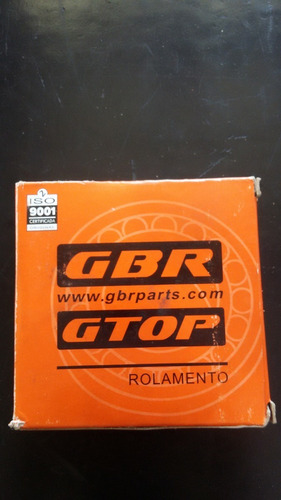 ISO
9001
CERTIFICADA
GBR
www.gbrparts.com
GTOP
ROLAMENTO